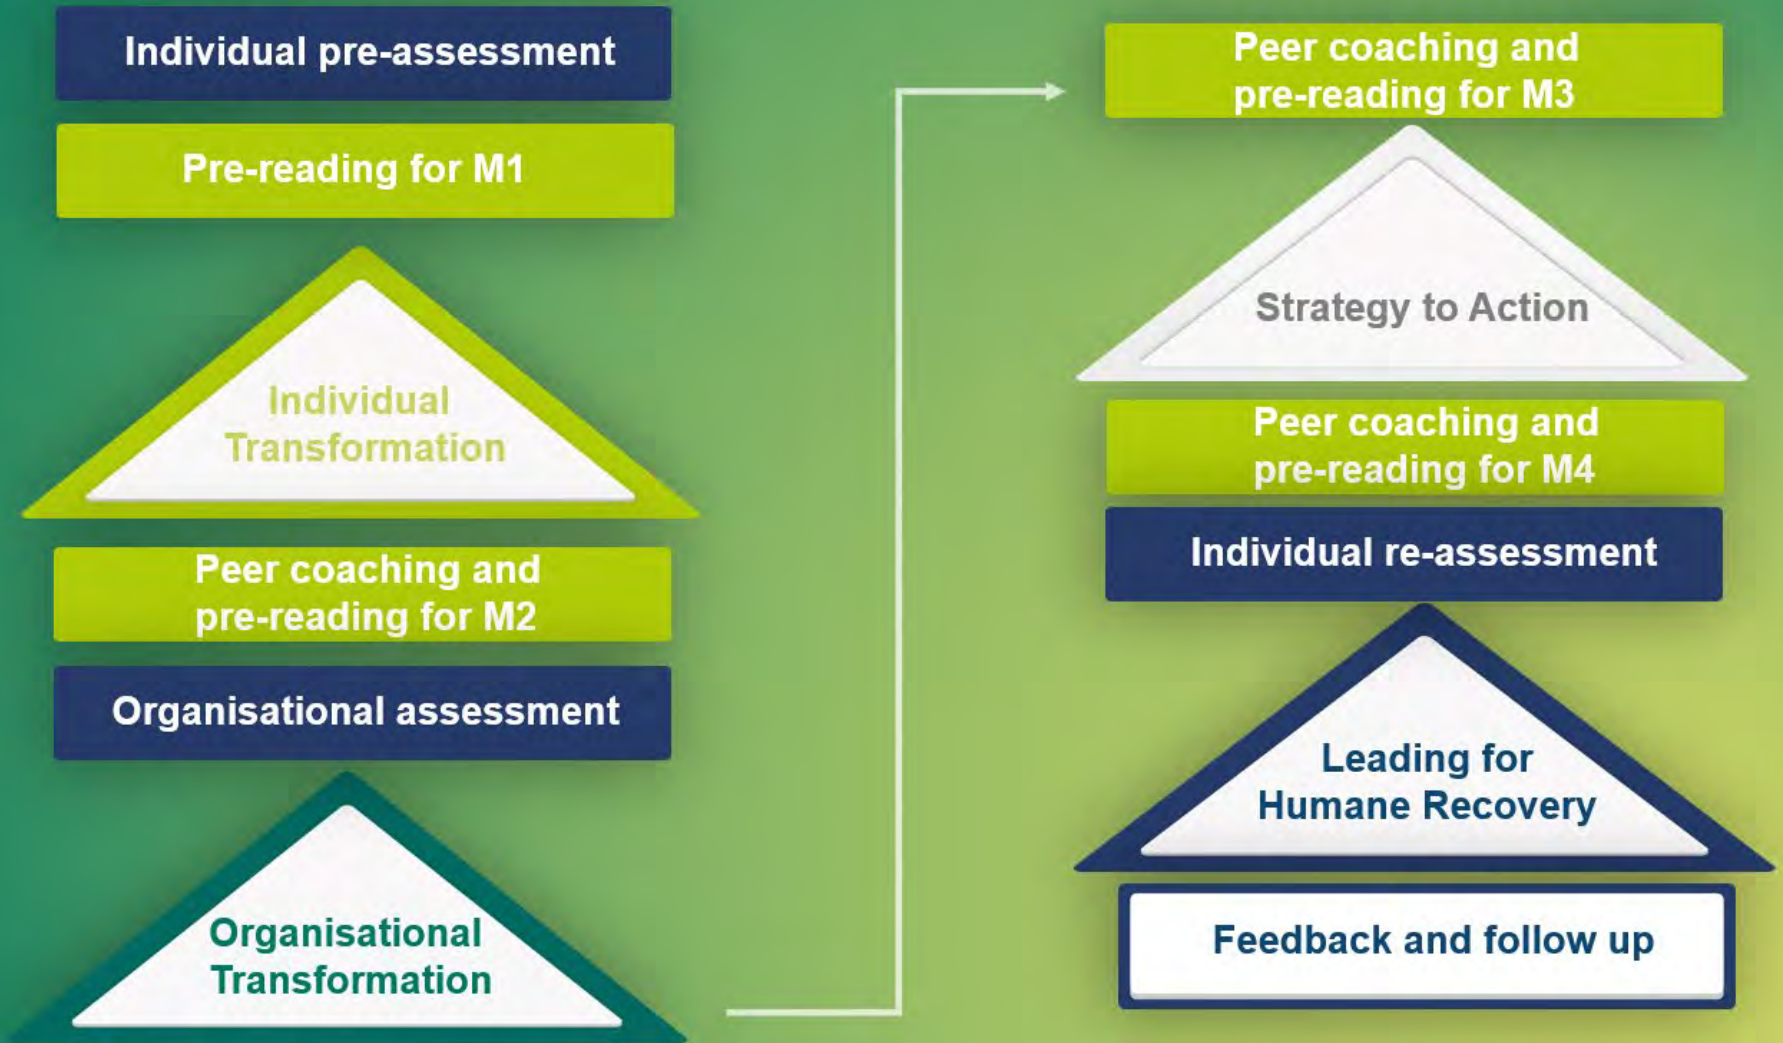 Individual pre-assessment
Pre-reading for M1
Individual
Transformation
Peer coaching and
pre-reading for M2
Organisational assessment
Organisational
Transformation
Peer coaching and
pre-reading for M3
Strategy to Action
Peer coaching and
pre-reading for M4
Individual re-assessment
Leading for
Humane Recovery
Feedback and follow up